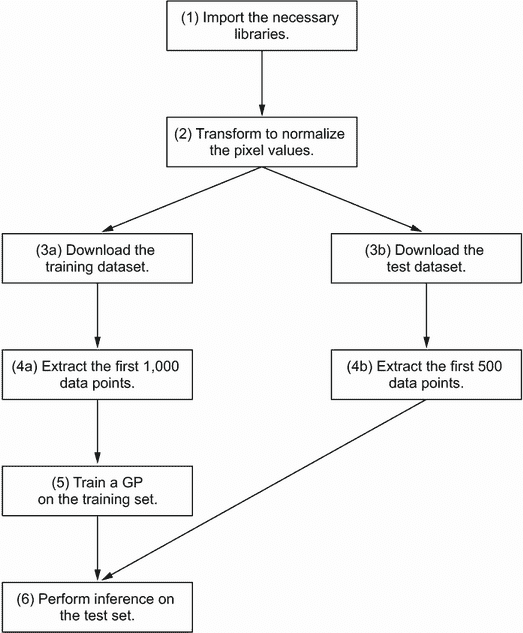 (1) Import the necessary
libraries.
(2) Transform to normalize
the pixel values.
(3a) Download the
training dataset.
(3b) Download the
test dataset.
(4a) Extract the first 1,000
data points.
(4b) Extract the first 500
data points.
(5) Train a GP
on the training set.
(6) Perform inference on
the test set.